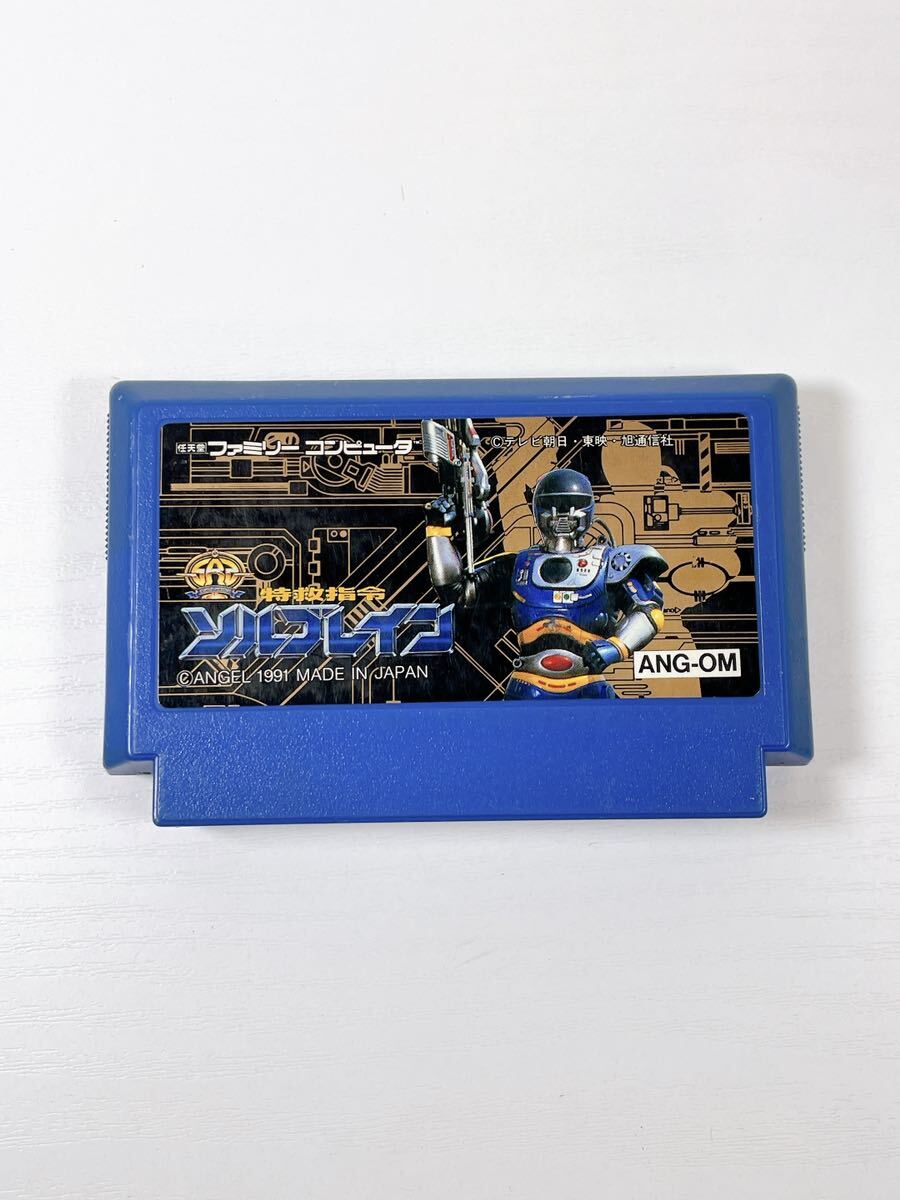 任天堂 ファミリー コンピュータ™
©テレビ朝日・東映・旭通信社
特救指令
ソルブレイン
©ANGEL 1991 MADE IN JAPAN
ANG-OM